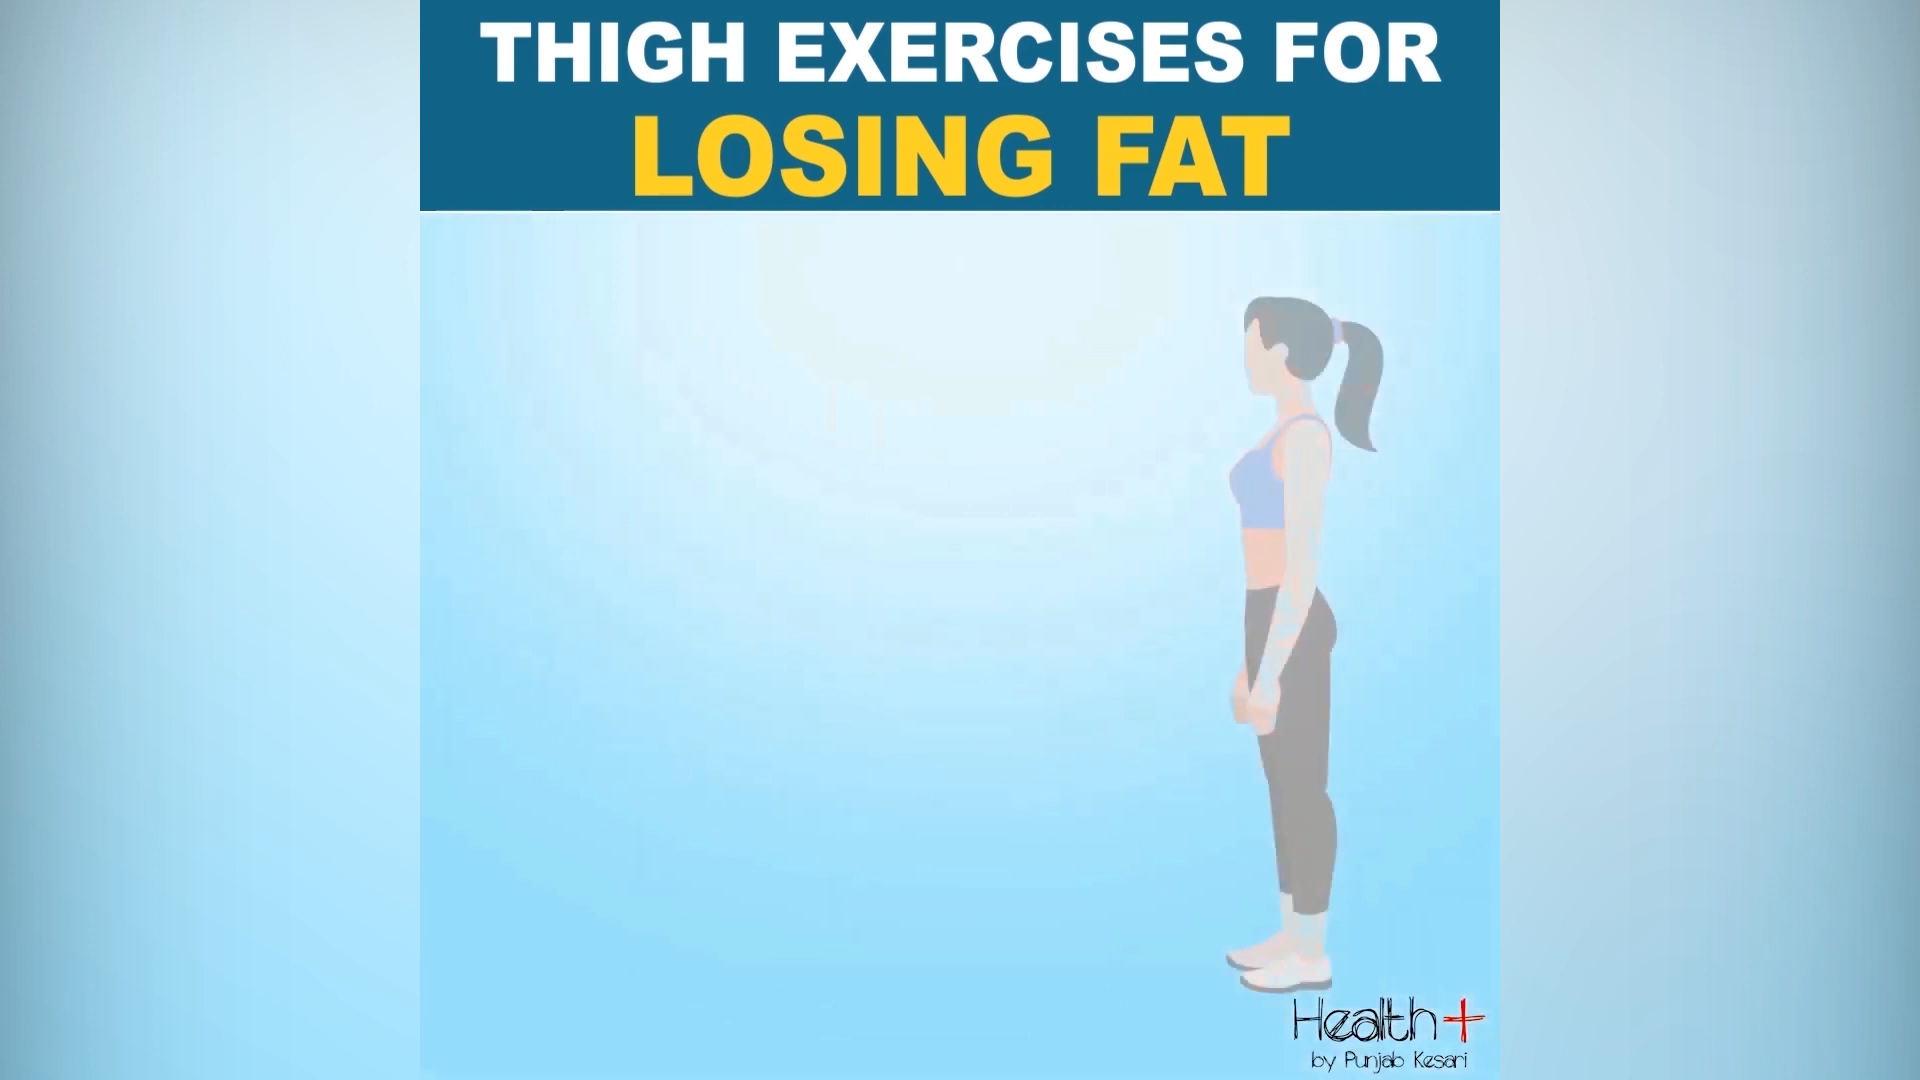 THIGH EXERCISES FOR
LOSING FAT
Health+
by Punjab Kesari